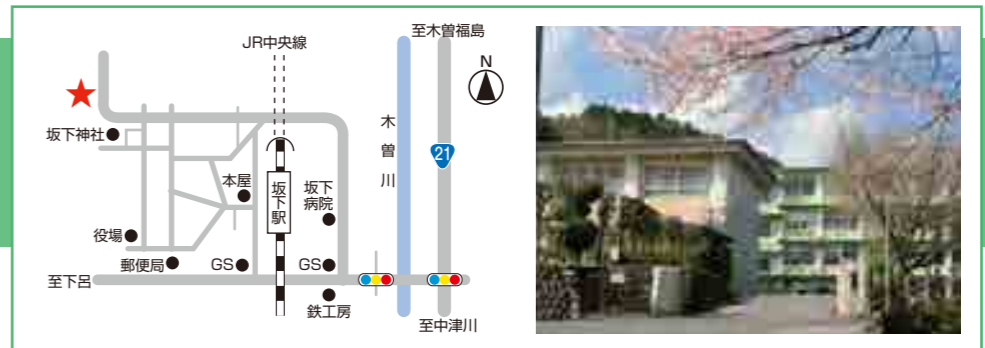 至木曽福島
JR中央線
N
木曽川
21
坂下神社
本屋
坂下駅
坂下
病院
役場
郵便局
GS
GS
至下呂
鉄工房
至中津川